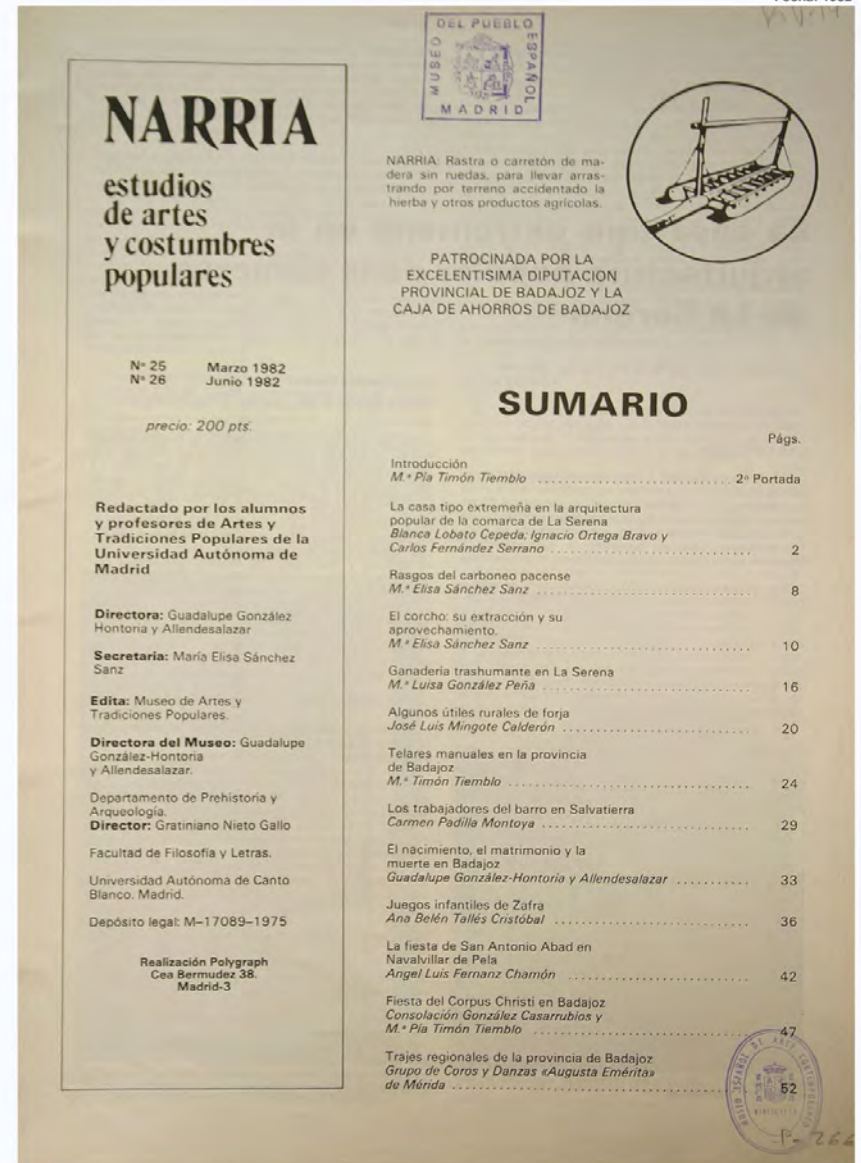 DEL PUEBLO
MUSEO
ESPAÑOL
MADRID
NARRIA
estudios
de artes
y costumbres
populares
Nº 25 Marzo 1982
Nº 26 Junio 1982
precio: 200 pts.
Redactado por los alumnos
y profesores de Artes y
Tradiciones Populares de la
Universidad Autónoma de
Madrid
Directora: Guadalupe González
Hontoria y Allendesalazar
Secretaria: María Elisa Sánchez
Sanz
Edita: Museo de Artes y
Tradiciones Populares.
Directora del Museo: Guadalupe
González-Hontoria
y Allendesalazar.
Departamento de Prehistoria y
Arqueología.
Director: Gratiniano Nieto Gallo
Facultad de Filosofía y Letras.
Universidad Autónoma de Canto
Blanco. Madrid.
Depósito legal: M-17089-1975
Realización Polygraph
Cea Bermudez 38.
Madrid-3
NARRIA: Rastra o carretón de ma-
dera sin ruedas, para llevar arras-
trando por terreno accidentado la
hierba y otros productos agrícolas.
PATROCINADA POR LA
EXCELENTISIMA DIPUTACION
PROVINCIAL DE BADAJOZ Y LA
CAJA DE AHORROS DE BADAJOZ
SUMARIO
Págs.
Introducción
M.ª Pía Timón Tiemblo ............................ 2ª Portada
La casa tipo extremeña en la arquitectura
popular de la comarca de La Serena
Blanca Lobato Cepeda; Ignacio Ortega Bravo y
Carlos Fernández Serrano ............................ 2
Rasgos del carboneo pacense
M.ª Elisa Sánchez Sanz ............................ 8
El corcho: su extracción y su
aprovechamiento.
M.ª Elisa Sánchez Sanz ............................ 10
Ganadería trashumante en La Serena
M.ª Luisa González Peña ............................ 16
Algunos útiles rurales de forja
José Luis Mingote Calderón ............................ 20
Telares manuales en la provincia
de Badajoz
M.ª Timón Tiemblo ............................ 24
Los trabajadores del barro en Salvatierra
Carmen Padilla Montoya ............................ 29
El nacimiento, el matrimonio y la
muerte en Badajoz
Guadalupe González-Hontoria y Allendesalazar ........... 33
Juegos infantiles de Zafra
Ana Belén Tallés Cristóbal ............................ 36
La fiesta de San Antonio Abad en
Navalvillar de Pela
Angel Luis Fernanz Chamón ............................ 42
Fiesta del Corpus Christi en Badajoz
Consolación González Casarrubios y
M.ª Pía Timón Tiemblo ............................ 47
Trajes regionales de la provincia de Badajoz
Grupo de Coros y Danzas «Augusta Emérita»
de Mérida ............................ 52